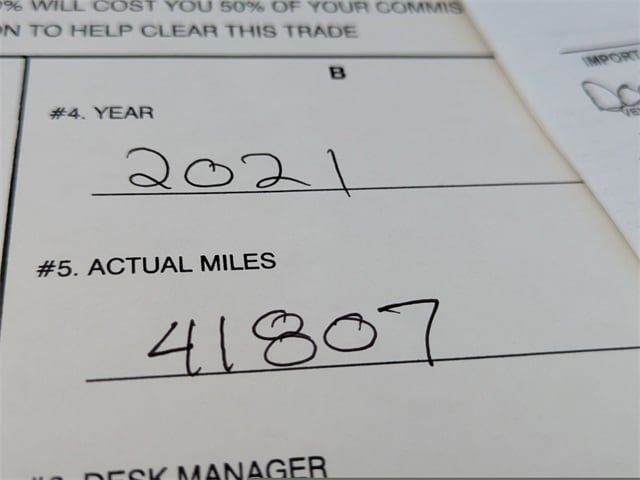 % WILL COST YOU 50% OF YOUR COMMIS
N TO HELP CLEAR THIS TRADE
B
#4. YEAR
2021
#5. ACTUAL MILES
41807
DESK MANAGER
IMPORT